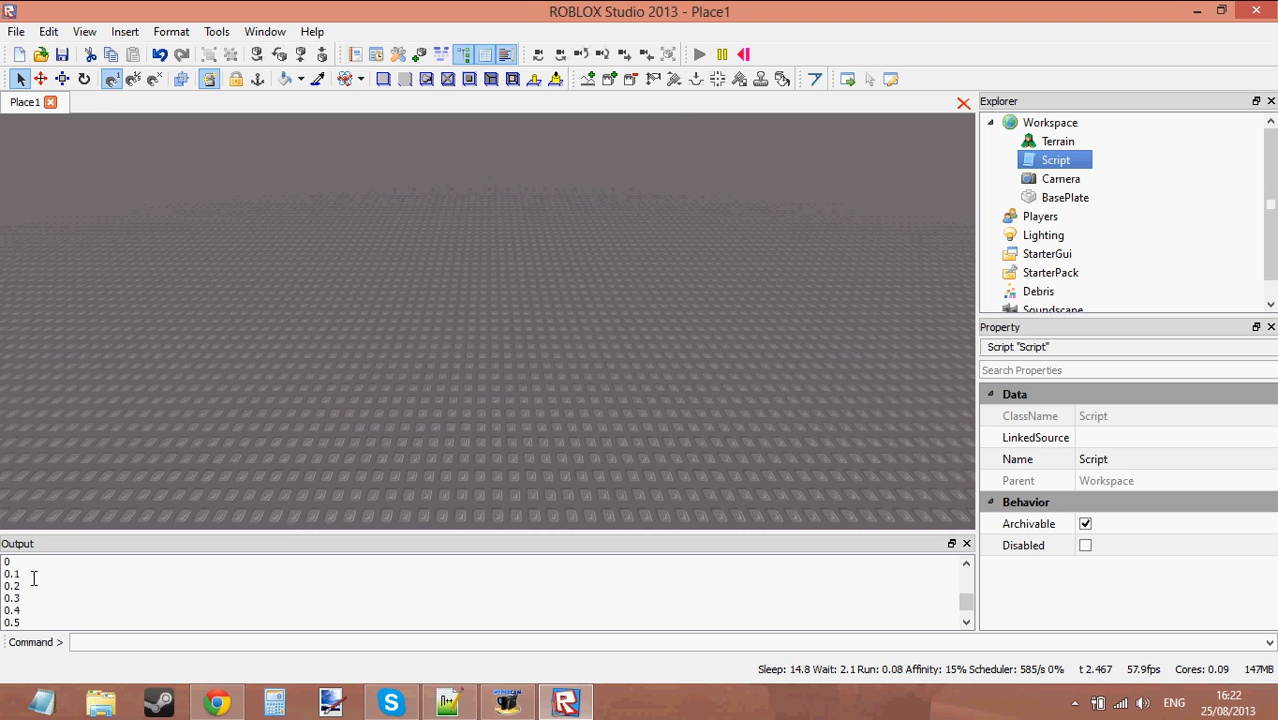 ROBLOX Studio 2013 - Place1
File Edit View Insert Format Tools Window Help
Place1
Explorer
Workspace
Terrain
Script
Camera
BasePlate
Players
Lighting
StarterGui
StarterPack
Debris
Soundscape
Property
Script "Script"
Search Properties
Data
ClassName Script
LinkedSource
Name Script
Parent Workspace
Behavior
Archivable
Disabled
Output
0
0.1
0.2
0.3
0.4
0.5
Command >
Sleep: 14.8 Wait: 2.1 Run: 0.08 Affinity: 15% Scheduler: 585/s 0% t 2.467 57.9fps Cores: 0.09 147MB
ENG
16:22
25/08/2013